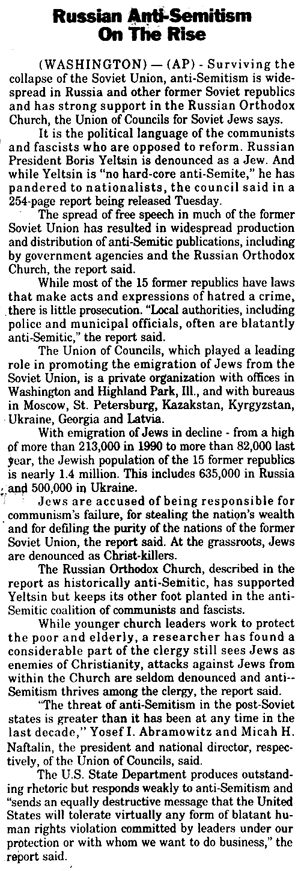 Russian Anti-Semitism
On The Rise
(WASHINGTON) — (AP) - Surviving the
collapse of the Soviet Union, anti-Semitism is wide-
spread in Russia and other former Soviet republics
and has strong support in the Russian Orthodox
Church, the Union of Councils for Soviet Jews says.
It is the political language of the communists
and fascists who are opposed to reform. Russian
President Boris Yeltsin is denounced as a Jew. And
while Yeltsin is "no hard-core anti-Semite," he has
pandered to nationalists, the council said in a
254-page report being released Tuesday.
The spread of free speech in much of the former
Soviet Union has resulted in widespread production
and distribution of anti-Semitic publications, including
by government agencies and the Russian Orthodox
Church, the report said.
While most of the 15 former republics have laws
that make acts and expressions of hatred a crime,
there is little prosecution. "Local authorities, including
police and municipal officials, often are blatantly
anti-Semitic," the report said.
The Union of Councils, which played a leading
role in promoting the emigration of Jews from the
Soviet Union, is a private organization with offices in
Washington and Highland Park, Ill., and with bureaus
in Moscow, St. Petersburg, Kazakstan, Kyrgyzstan,
Ukraine, Georgia and Latvia.
With emigration of Jews in decline - from a high
of more than 213,000 in 1990 to more than 82,000 last
year, the Jewish population of the 15 former republics
is nearly 1.4 million. This includes 635,000 in Russia
and 500,000 in Ukraine.
Jews are accused of being responsible for
communism's failure, for stealing the nation's wealth
and for defiling the purity of the nations of the former
Soviet Union, the report said. At the grassroots, Jews
are denounced as Christ-killers.
The Russian Orthodox Church, described in the
report as historically anti-Semitic, has supported
Yeltsin but keeps its other foot planted in the anti-
Semitic coalition of communists and fascists.
While younger church leaders work to protect
the poor and elderly, a researcher has found a
considerable part of the clergy still sees Jews as
enemies of Christianity, attacks against Jews from
within the Church are seldom denounced and anti--
Semitism thrives among the clergy, the report said.
"The threat of anti-Semitism in the post-Soviet
states is greater than it has been at any time in the
last decade," Yosef I. Abramowitz and Micah H.
Naftalin, the president and national director, respec-
tively, of the Union of Councils, said.
The U.S. State Department produces outstand-
ing rhetoric but responds weakly to anti-Semitism and
"sends an equally destructive message that the United
States will tolerate virtually any form of blatant hu-
man rights violation committed by leaders under our
protection or with whom we want to do business," the
report said.